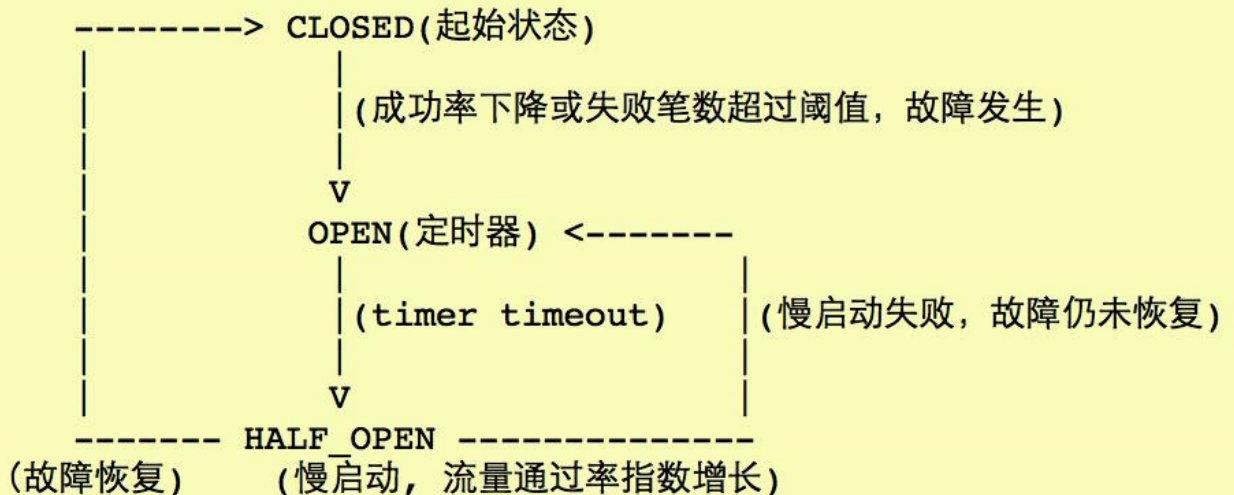 --------> CLOSED(起始状态)
(成功率下降或失败笔数超过阈值，故障发生)
V
OPEN(定时器) <-------
(timer timeout) (慢启动失败，故障仍未恢复)
V
------- HALF_OPEN --------------
(故障恢复) (慢启动, 流量通过率指数增长)